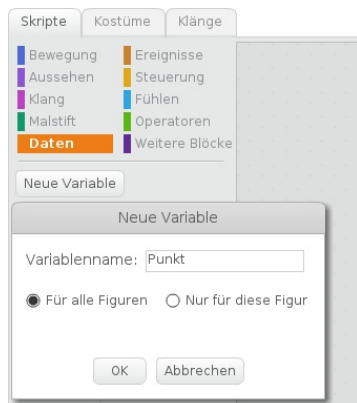 Skripte Kostüme Klänge
Bewegung Ereignisse
Aussehen Steuerung
Klang Fühlen
Malstift Operatoren
Daten Weitere Blöcke
Neue Variable
Neue Variable
Variablenname: Punkt
Für alle Figuren Nur für diese Figur
OK Abbrechen